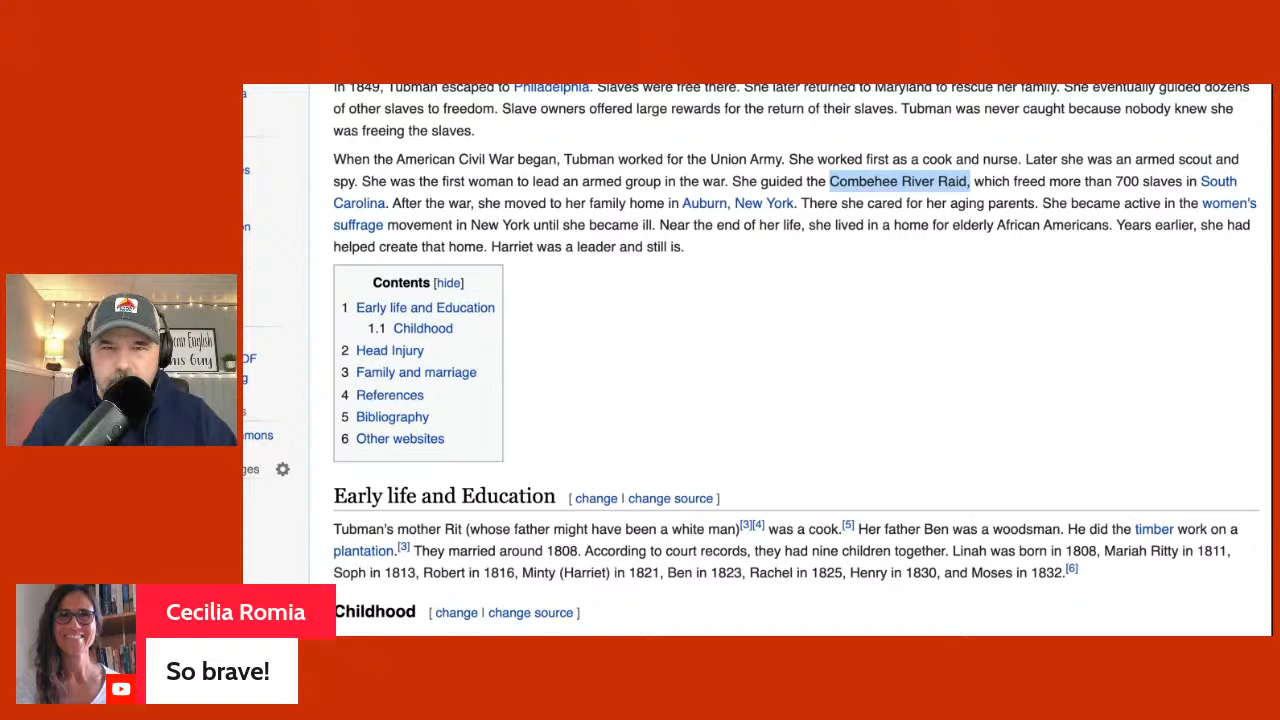 In 1849, Tubman escaped to Philadelphia. Slaves were free there. She later returned to Maryland to rescue her family. She eventually guided dozens
of other slaves to freedom. Slave owners offered large rewards for the return of their slaves. Tubman was never caught because nobody knew she
was freeing the slaves.
When the American Civil War began, Tubman worked for the Union Army. She worked first as a cook and nurse. Later she was an armed scout and
spy. She was the first woman to lead an armed group in the war. She guided the Combehee River Raid, which freed more than 700 slaves in South
Carolina. After the war, she moved to her family home in Auburn, New York. There she cared for her aging parents. She became active in the women's
suffrage movement in New York until she became ill. Near the end of her life, she lived in a home for elderly African Americans. Years earlier, she had
helped create that home. Harriet was a leader and still is.
Contents [hide]
1 Early life and Education
1.1 Childhood
2 Head Injury
3 Family and marriage
4 References
5 Bibliography
6 Other websites
Early life and Education [ change | change source ]
Tubman's mother Rit (whose father might have been a white man)[3][4] was a cook.[5] Her father Ben was a woodsman. He did the timber work on a
plantation.[3] They married around 1808. According to court records, they had nine children together. Linah was born in 1808, Mariah Ritty in 1811,
Soph in 1813, Robert in 1816, Minty (Harriet) in 1821, Ben in 1823, Rachel in 1825, Henry in 1830, and Moses in 1832.[6]
Childhood [ change | change source ]
English
Guy
Cecilia Romia
So brave!